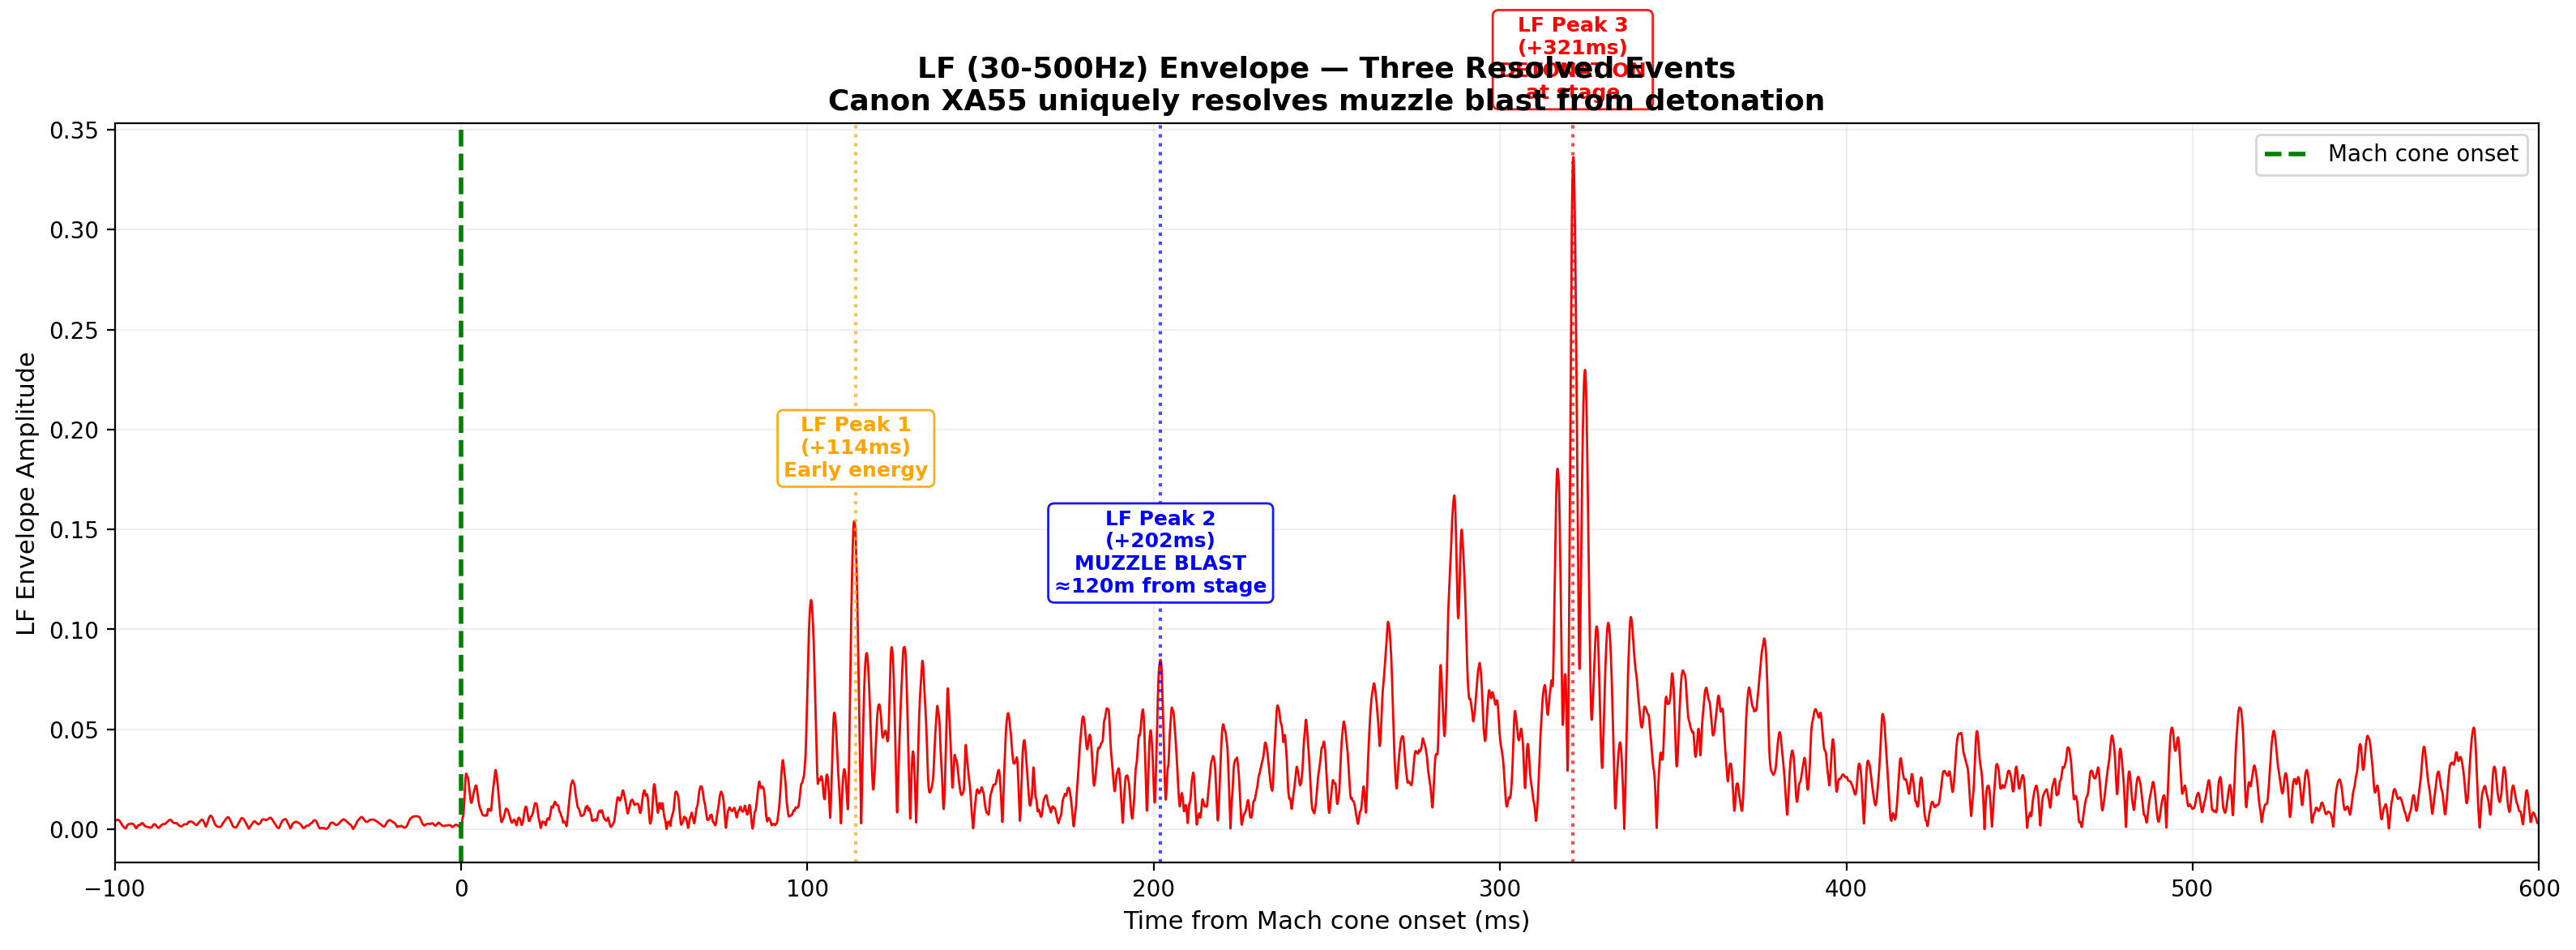 LF Peak 3
(+321ms)
DETONATION
at stage
LF (30-500Hz) Envelope — Three Resolved Events
Canon XA55 uniquely resolves muzzle blast from detonation
Mach cone onset
LF Peak 1
(+114ms)
Early energy
LF Peak 2
(+202ms)
MUZZLE BLAST
≈120m from stage
LF Envelope Amplitude
0.35
0.30
0.25
0.20
0.15
0.10
0.05
0.00
−100
0
100
200
300
400
500
600
Time from Mach cone onset (ms)